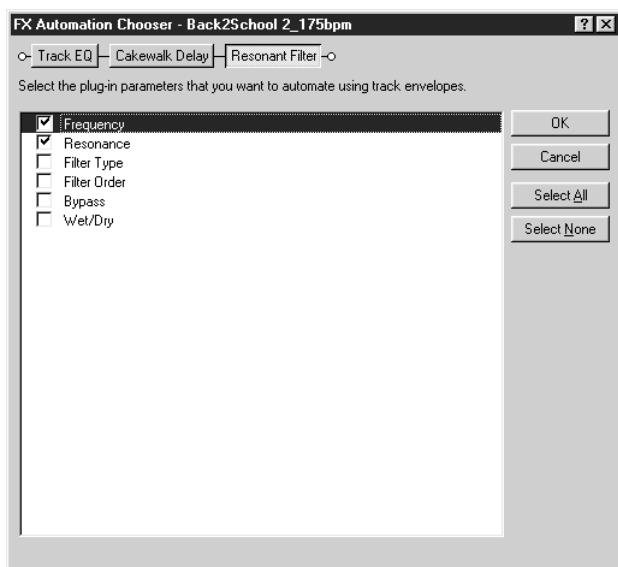 FX Automation Chooser - Back2School 2_175bpm
Track EQ Cakewalk Delay Resonant Filter
Select the plug-in parameters that you want to automate using track envelopes.
Frequency
Resonance
Filter Type
Filter Order
Bypass
Wet/Dry
OK
Cancel
Select All
Select None